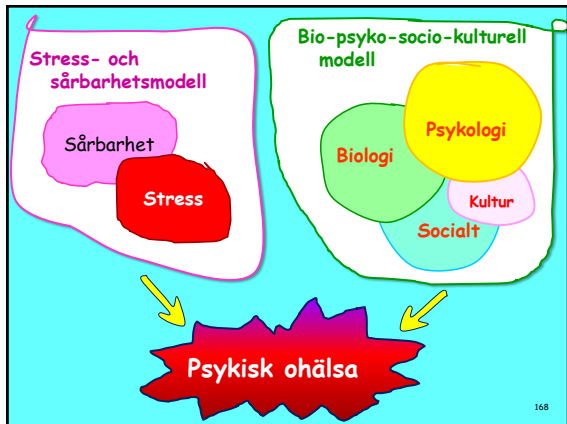 Stress- och
sårbarhetsmodell
Sårbarhet
Stress
Bio-psyko-socio-kulturell
modell
Psykologi
Biologi
Kultur
Socialt
Psykisk ohälsa
168